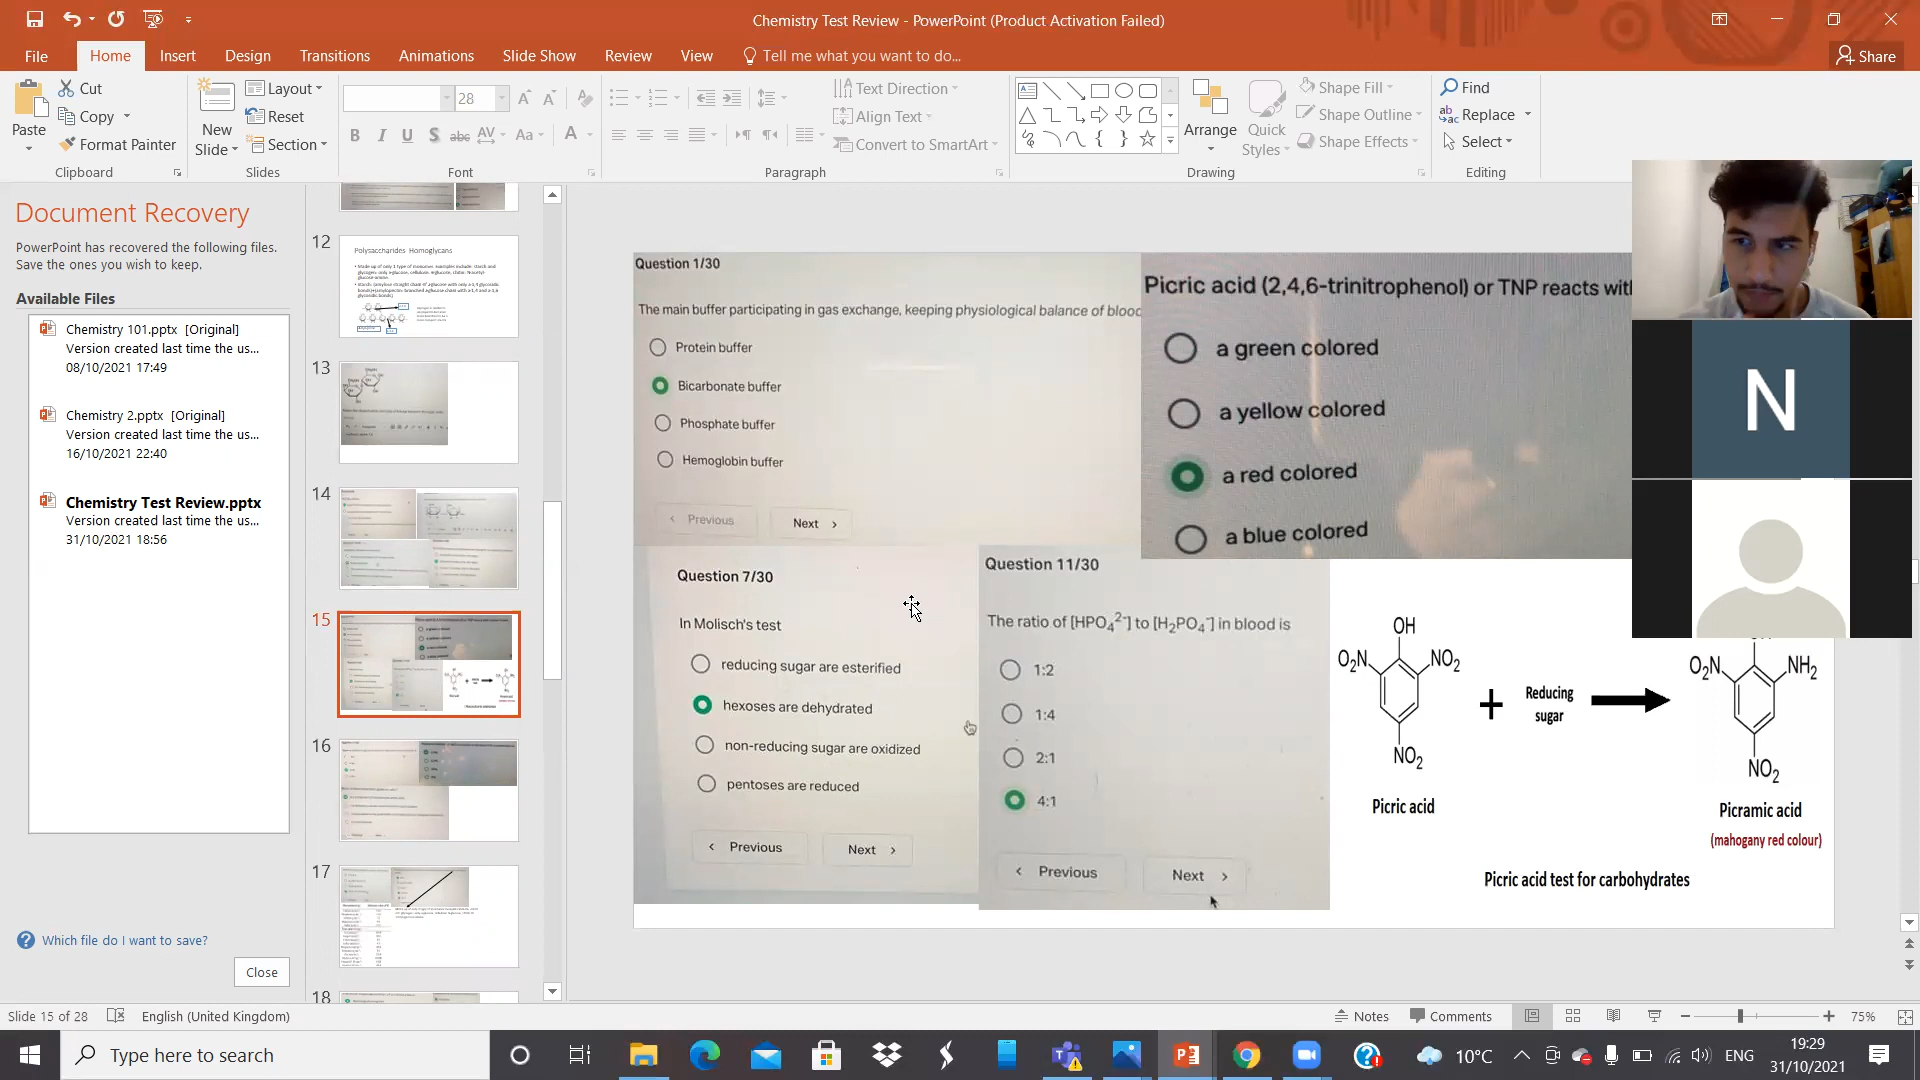 Chemistry Test Review - PowerPoint (Product Activation Failed)
File Home Insert Design Transitions Animations Slide Show Review View Tell me what you want to do... Share
Paste
Cut
Copy
Format Painter
Clipboard
New Slide
Layout
Reset
Section
Slides
28
Font
Text Direction
Align Text
Convert to SmartArt
Paragraph
Arrange
Quick Styles
Shape Fill
Shape Outline
Shape Effects
Drawing
Find
Replace
Select
Editing
Document Recovery
PowerPoint has recovered the following files.
Save the ones you wish to keep.
Available Files
Chemistry 101.pptx [Original]
Version created last time the us...
08/10/2021 17:49
Chemistry 2.pptx [Original]
Version created last time the us...
16/10/2021 22:40
Chemistry Test Review.pptx
Version created last time the us...
31/10/2021 18:56
Which file do I want to save?
Close
12
Polysaccharides Homoglycans
13
14
15
16
17
18
Question 1/30
The main buffer participating in gas exchange, keeping physiological balance of blood
Protein buffer
Bicarbonate buffer
Phosphate buffer
Hemoglobin buffer
Previous
Next
Picric acid (2,4,6-trinitrophenol) or TNP reacts wit
a green colored
a yellow colored
a red colored
a blue colored
Question 7/30
In Molisch's test
reducing sugar are esterified
hexoses are dehydrated
non-reducing sugar are oxidized
pentoses are reduced
Previous
Next
Question 11/30
The ratio of [HPO₄²⁻] to [H₂PO₄⁻] in blood is
1:2
1:4
2:1
4:1
Previous
Next
OH
O₂N
NO₂
NO₂
Picric acid
+
Reducing
sugar
O₂N
NH₂
NO₂
Picramic acid
(mahogany red colour)
Picric acid test for carbohydrates
N
Slide 15 of 28
English (United Kingdom)
Notes
Comments
75%
Type here to search
10°C
ENG
19:29
31/10/2021